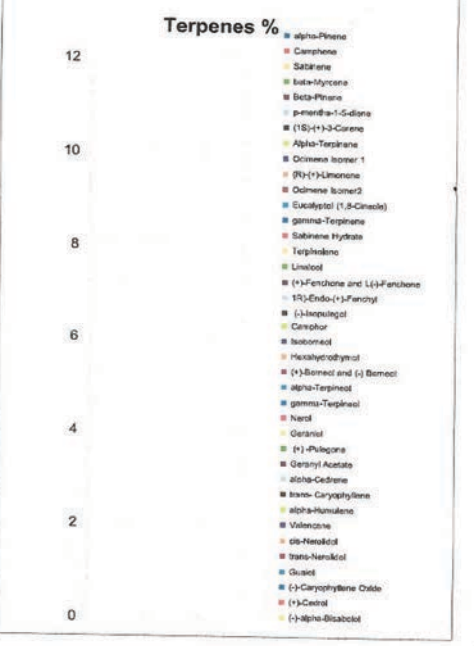 Terpenes %
12
10
8
6
4
2
0
alpha-Pinene
Camphene
Sabinene
beta-Myrcene
Beta-Pinene
p-mentha-1-5-diene
(1S)-(+)-3-Carene
Alpha-Terpinene
Ocimene Isomer 1
(R)-(+)-Limonene
Ocimene Isomer2
Eucalyptol (1,8-Cineole)
gamma-Terpinene
Sabinene Hydrate
Terpinolene
Linalool
(+)-Fenchone and L(-)-Fenchone
1R)-Endo-(+)-Fenchyl
(-)-Isopulegol
Camphor
Isoborneol
Hexahydrothymol
(+)-Borneol and (-) Borneol
alpha-Terpineol
gamma-Terpineol
Nerol
Geraniol
(+) -Pulegone
Geranyl Acetate
alpha-Cedrene
trans- Caryophyllene
alpha-Humulene
Valencene
cis-Nerolidol
trans-Nerolidol
Guaiol
(-)-Caryophyllene Oxide
(+)-Cedrol
(-)-alpha-Bisabolol